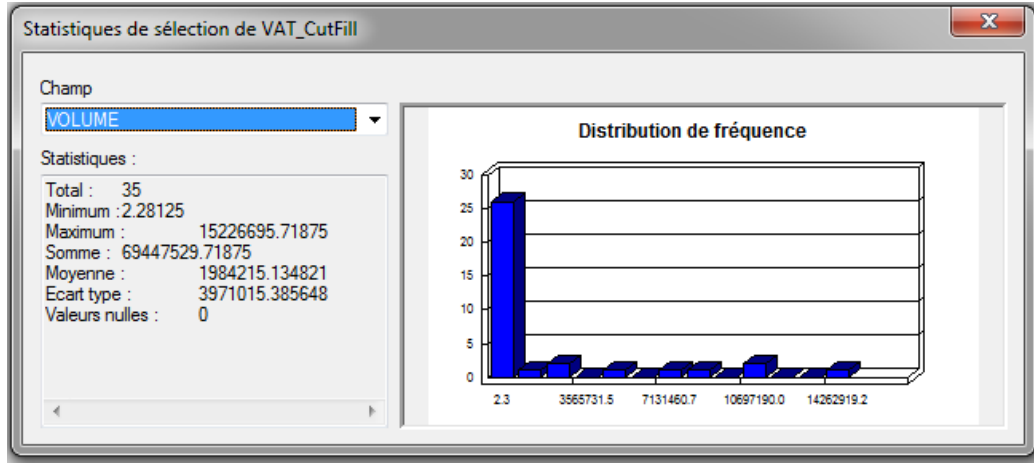 Statistiques de sélection de VAT_CutFill
Champ
VOLUME
Statistiques :
Total : 35
Minimum :2.28125
Maximum : 15226695.71875
Somme : 69447529.71875
Moyenne : 1984215.134821
Ecart type : 3971015.385648
Valeurs nulles : 0
Distribution de fréquence
30
25
20
15
10
5
0
2.3 3565731.5 7131460.7 10697190.0 14262919.2